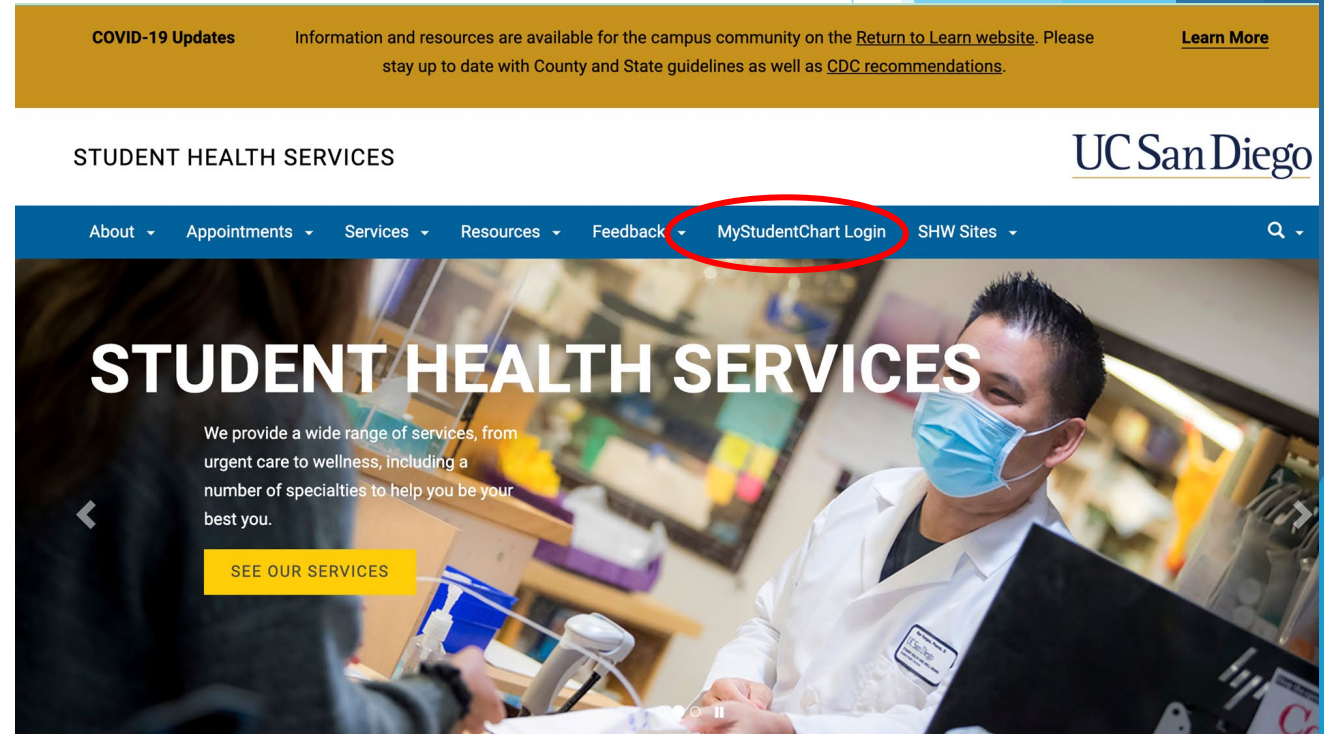 COVID-19 Updates
Information and resources are available for the campus community on the Return to Learn website. Please
stay up to date with County and State guidelines as well as CDC recommendations.
Learn More
STUDENT HEALTH SERVICES
UC San Diego
About
Appointments
Services
Resources
Feedback
MyStudentChart Login
SHW Sites
STUDENT HEALTH SERVICES
We provide a wide range of services, from
urgent care to wellness, including a
number of specialties to help you be your
best you.
SEE OUR SERVICES
UC San Diego